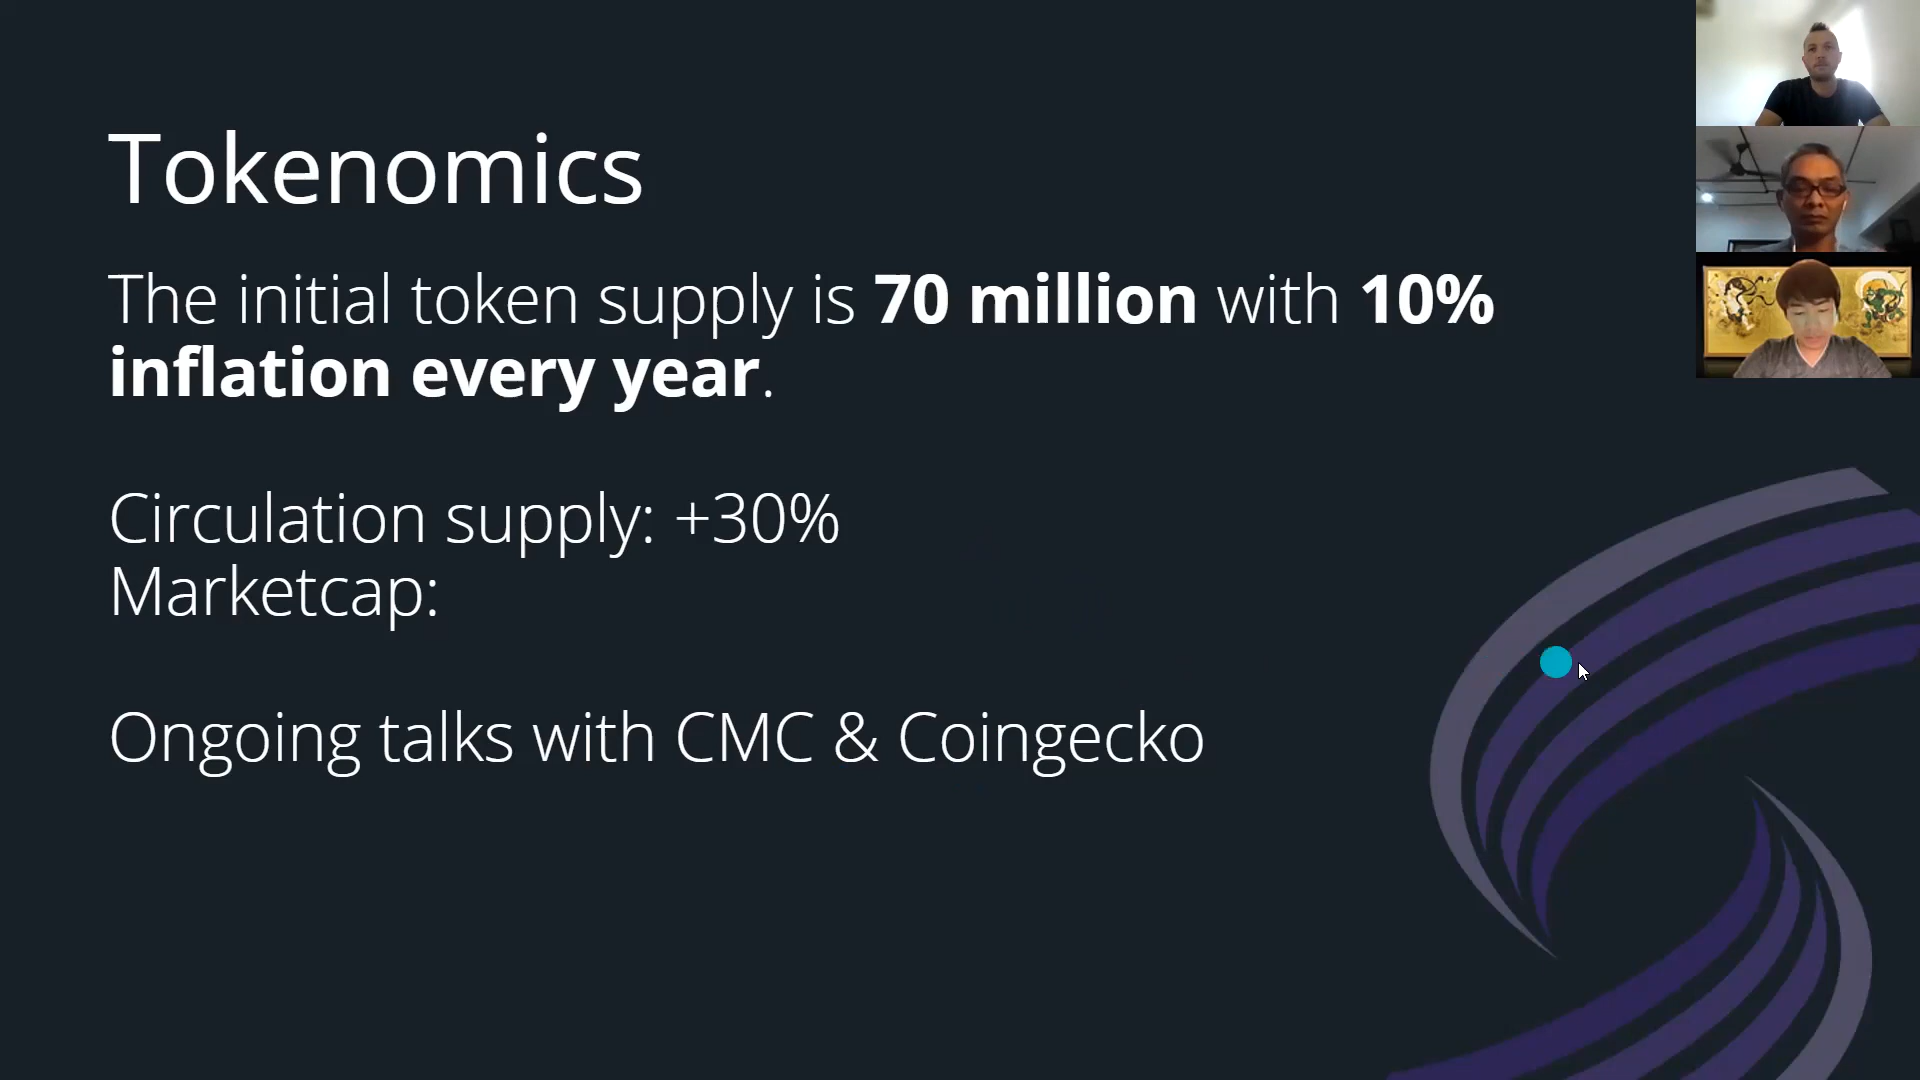 Tokenomics
The initial token supply is 70 million with 10%
inflation every year.
Circulation supply: +30%
Marketcap:
Ongoing talks with CMC & Coingecko